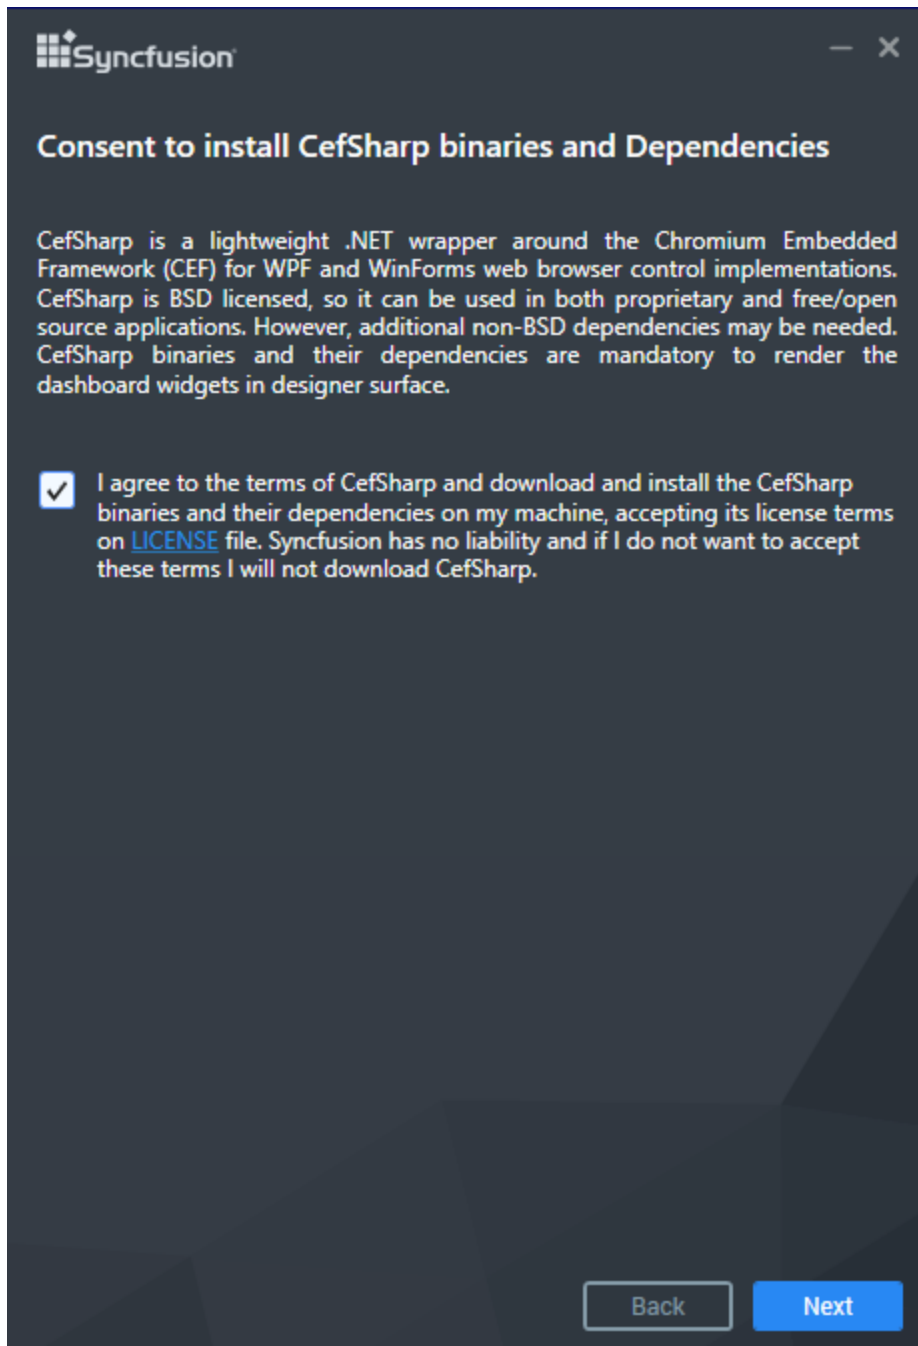 Syncfusion
Consent to install CefSharp binaries and Dependencies
CefSharp is a lightweight .NET wrapper around the Chromium Embedded
Framework (CEF) for WPF and WinForms web browser control implementations.
CefSharp is BSD licensed, so it can be used in both proprietary and free/open
source applications. However, additional non-BSD dependencies may be needed.
CefSharp binaries and their dependencies are mandatory to render the
dashboard widgets in designer surface.
I agree to the terms of CefSharp and download and install the CefSharp
binaries and their dependencies on my machine, accepting its license terms
on LICENSE file. Syncfusion has no liability and if I do not want to accept
these terms I will not download CefSharp.
Back
Next